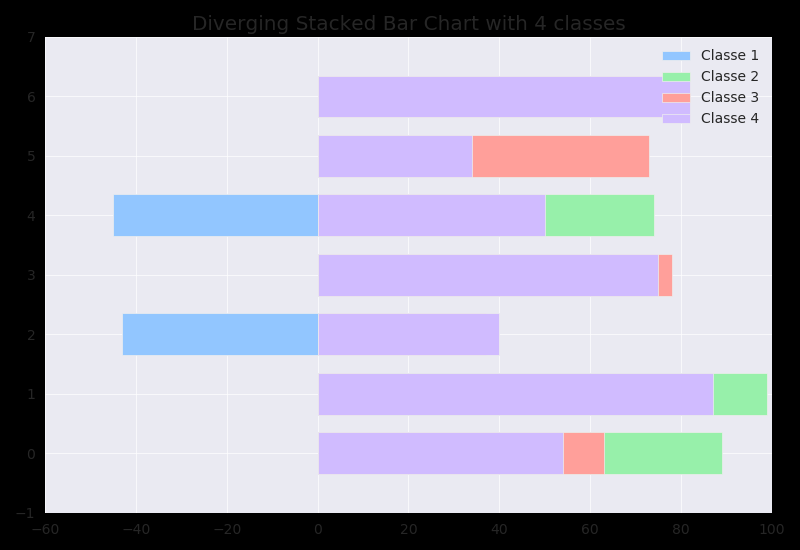 Diverging Stacked Bar Chart with 4 classes
7
6
5
4
3
2
1
0
−1
Classe 1
Classe 2
Classe 3
Classe 4
−60 −40 −20 0 20 40 60 80 100